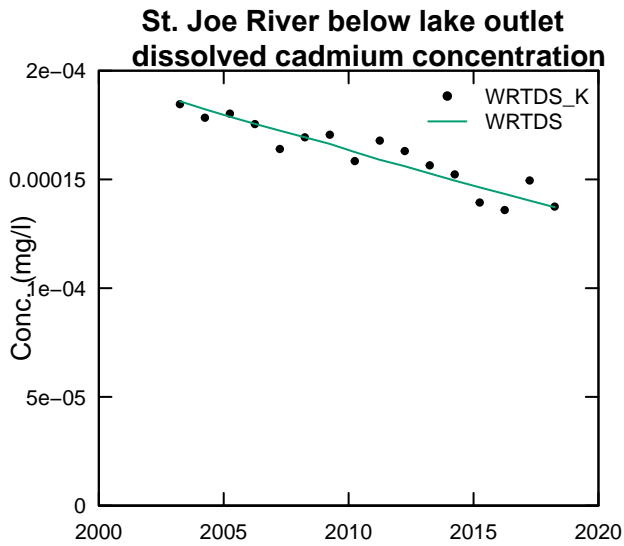 St. Joe River below lake outlet
dissolved cadmium concentration
2e−04
0.00015
1e−04
5e−05
0
Conc. (mg/l)
WRTDS_K
WRTDS
2000 2005 2010 2015 2020